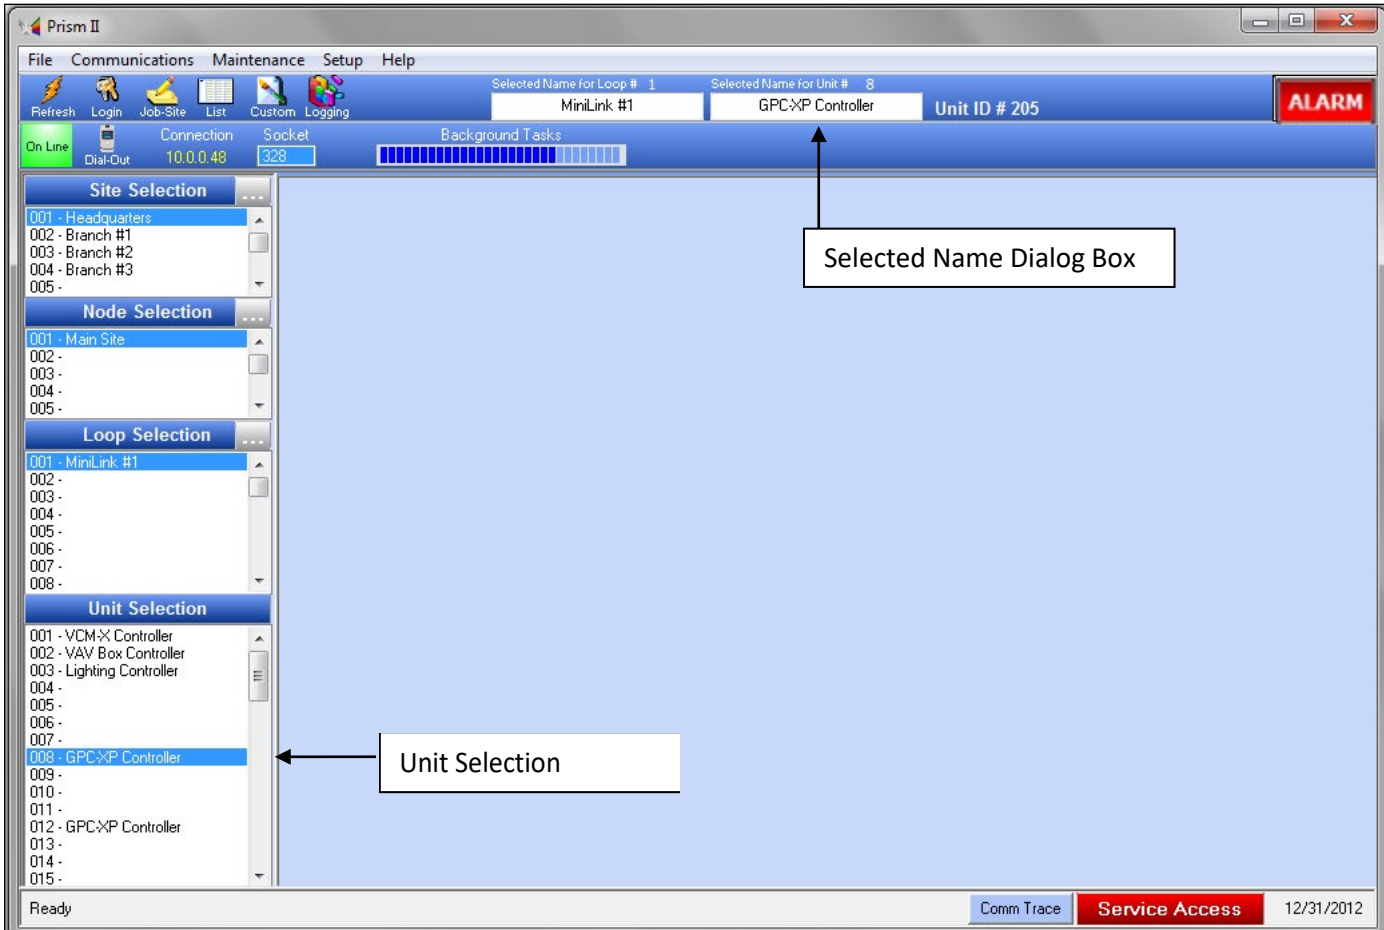 Prism II
File Communications Maintenance Setup Help
Refresh Login Job-Site List Custom Logging
Selected Name for Loop # 1
MiniLink #1
Selected Name for Unit # 8
GPC-XP Controller
Unit ID # 205
ALARM
On Line
Dial-Out
Connection
10.0.0.48
Socket
328
Background Tasks
Selected Name Dialog Box
Site Selection ...
001 - Headquarters
002 - Branch #1
003 - Branch #2
004 - Branch #3
005 -
Node Selection ...
001 - Main Site
002 -
003 -
004 -
005 -
Loop Selection ...
001 - MiniLink #1
002 -
003 -
004 -
005 -
006 -
007 -
008 -
Unit Selection
001 - VCM-X Controller
002 - VAV Box Controller
003 - Lighting Controller
004 -
005 -
006 -
007 -
008 - GPC-XP Controller
009 -
010 -
011 -
012 - GPC-XP Controller
013 -
014 -
015 -
Unit Selection
Ready
Comm Trace
Service Access
12/31/2012